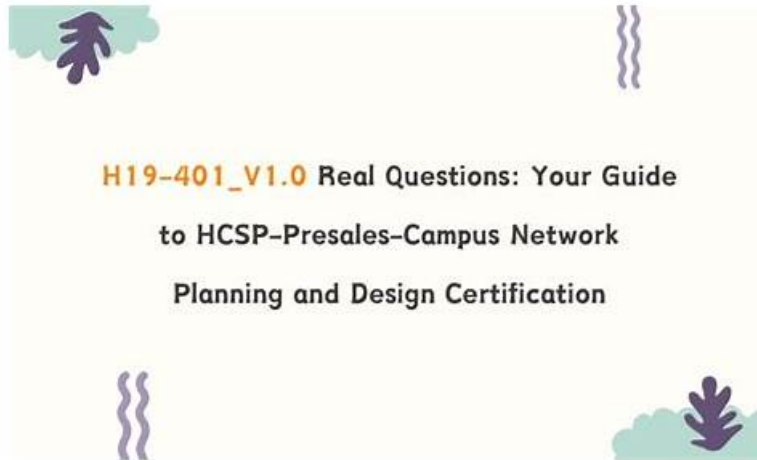 H19-401_V1.0 Real Questions: Your Guide
to HCSP-Presales-Campus Network
Planning and Design Certification